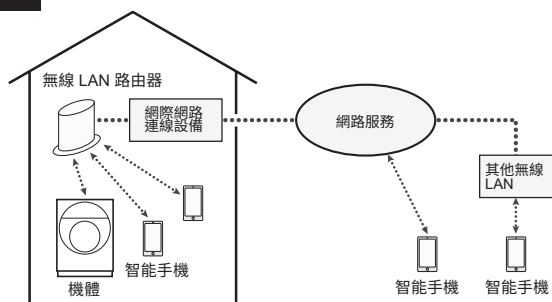 無線 LAN 路由器
網際網路
連線設備
網路服務
其他無線
LAN
機體
智能手機
智能手機
智能手機